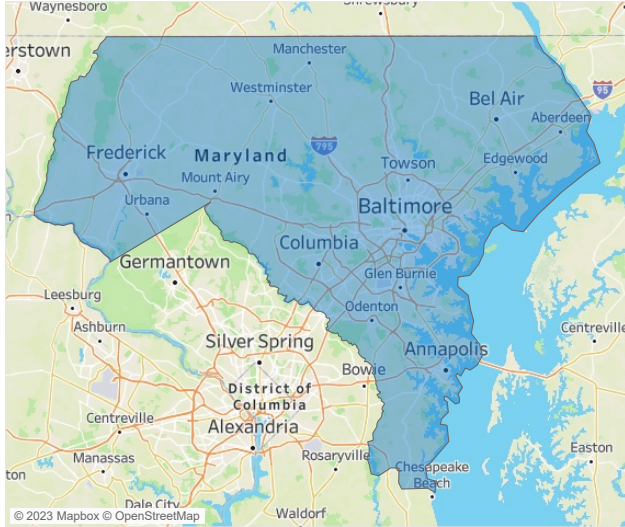 Waynesboro
Shrewsbury
erstown
Manchester
Westminster
95
Bel Air
Aberdeen
795
Maryland
Frederick
Towson
Edgewood
Mount Airy
Urbana
Baltimore
Columbia
Germantown
Glen Burnie
Leesburg
Odenton
Ashburn
Centreville
Silver Spring
Annapolis
Bowie
District of
Columbia
Centreville
Alexandria
Easton
Rosaryville
Manassas
Chesapeake
Beach
ton
Dale City
Waldorf
© 2023 Mapbox © OpenStreetMap